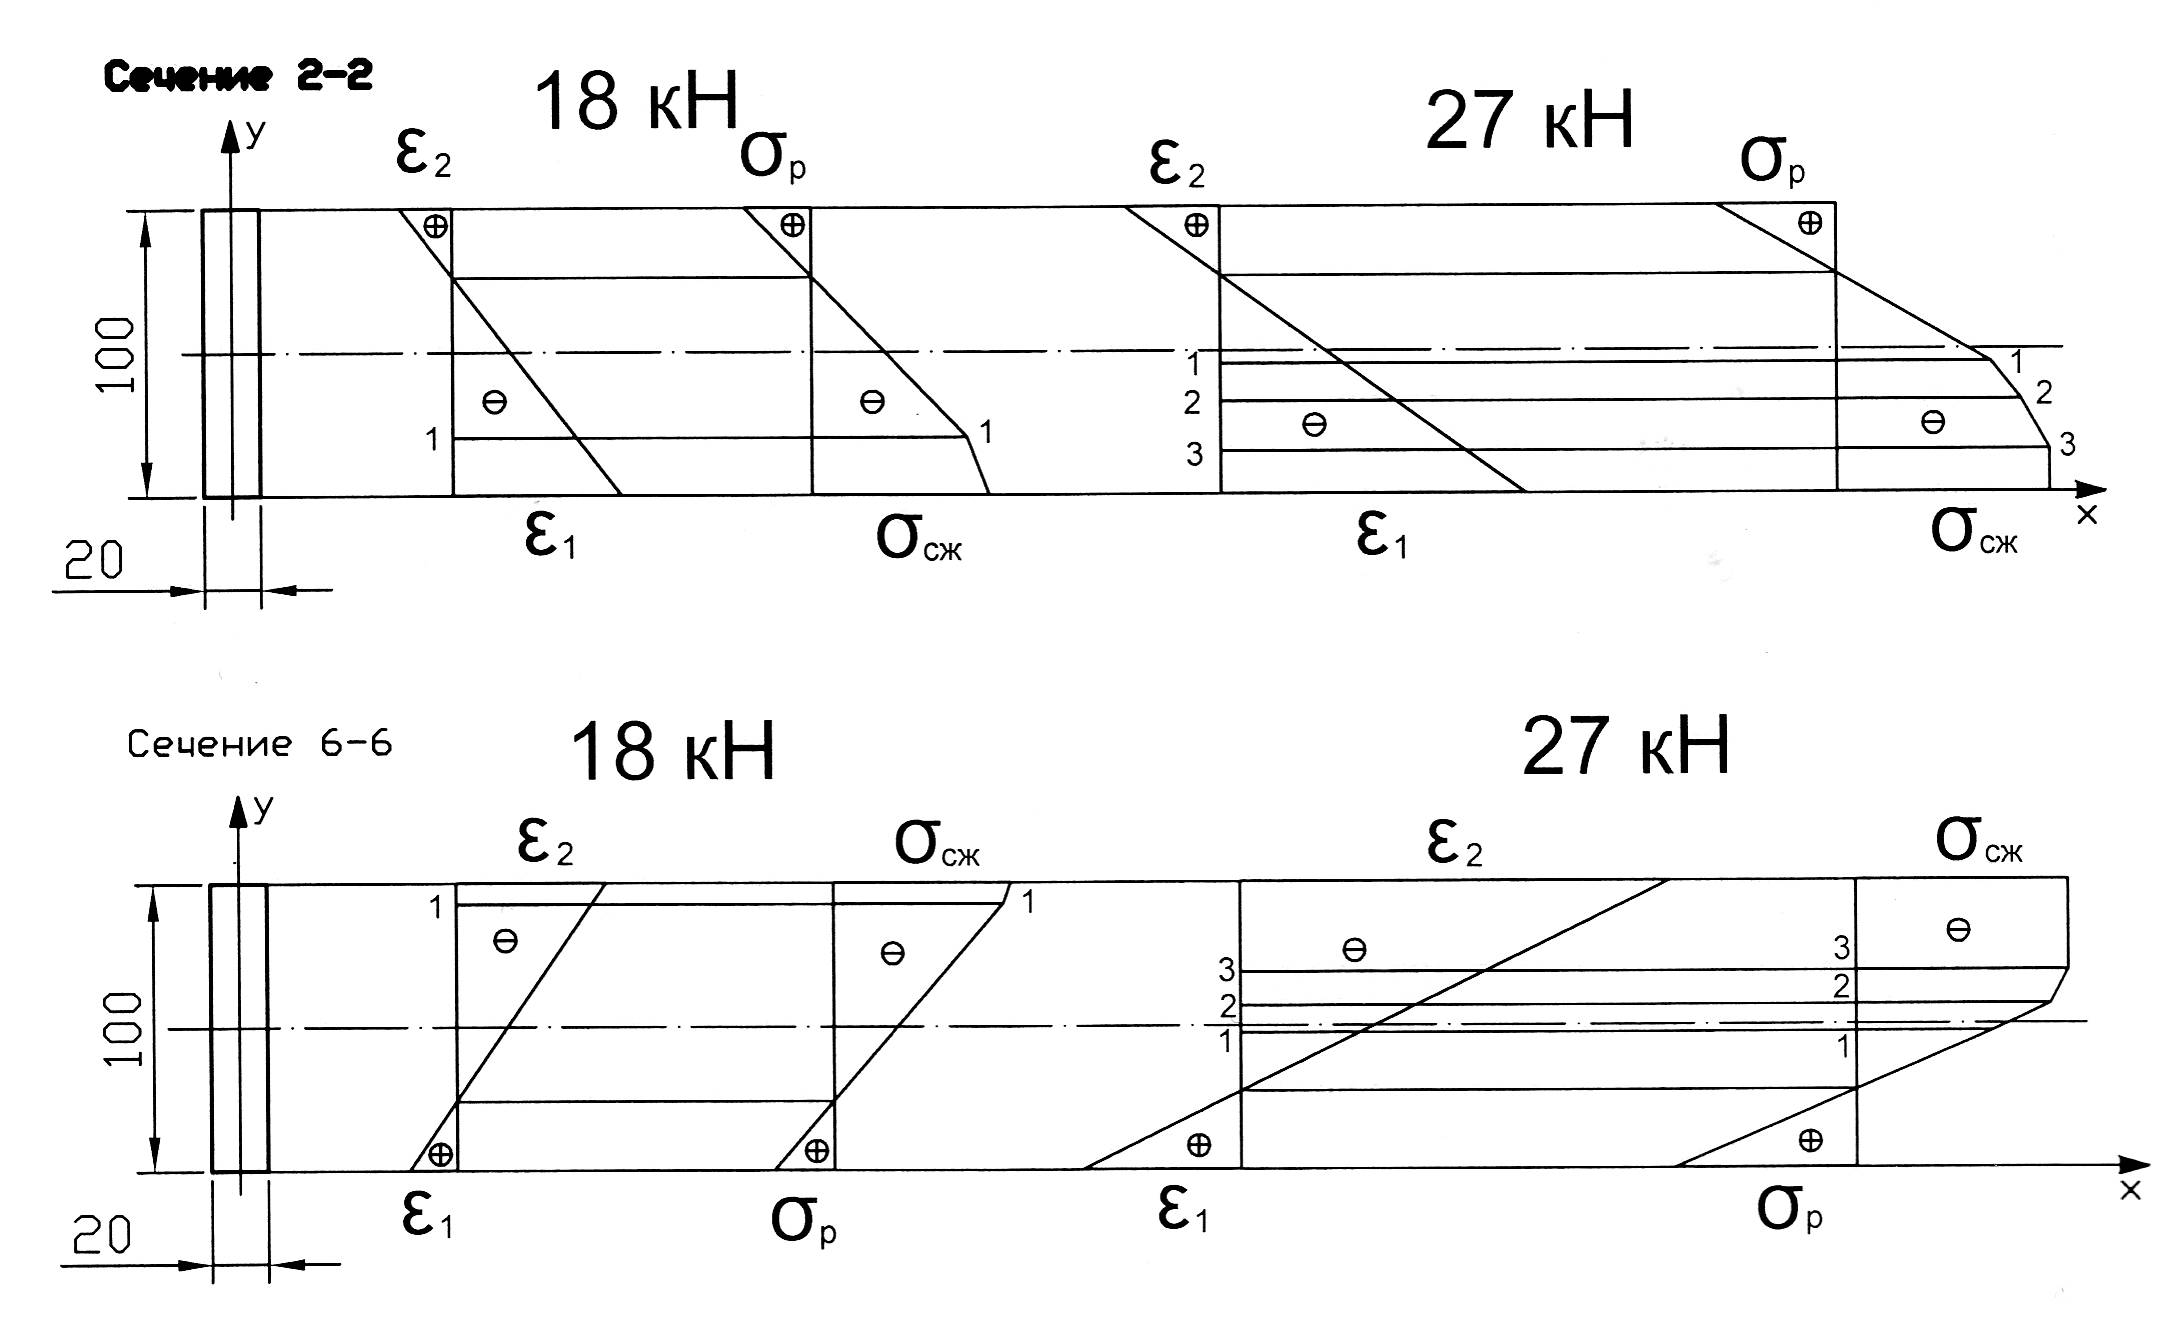 Сечение 2-2
18 кН
27 кН
y
ε2
σр
ε2
σр
⊕
⊕
⊕
⊕
100
1
1
2
2
⊖
⊖
⊖
⊖
1
1
3
3
20
ε1
σсж
ε1
σсж
x
Сечение 6-6
18 кН
27 кН
y
ε2
σсж
ε2
σсж
1
1
⊖
⊖
⊖
⊖
3
3
2
2
1
1
100
⊕
⊕
⊕
⊕
20
ε1
σр
ε1
σр
x